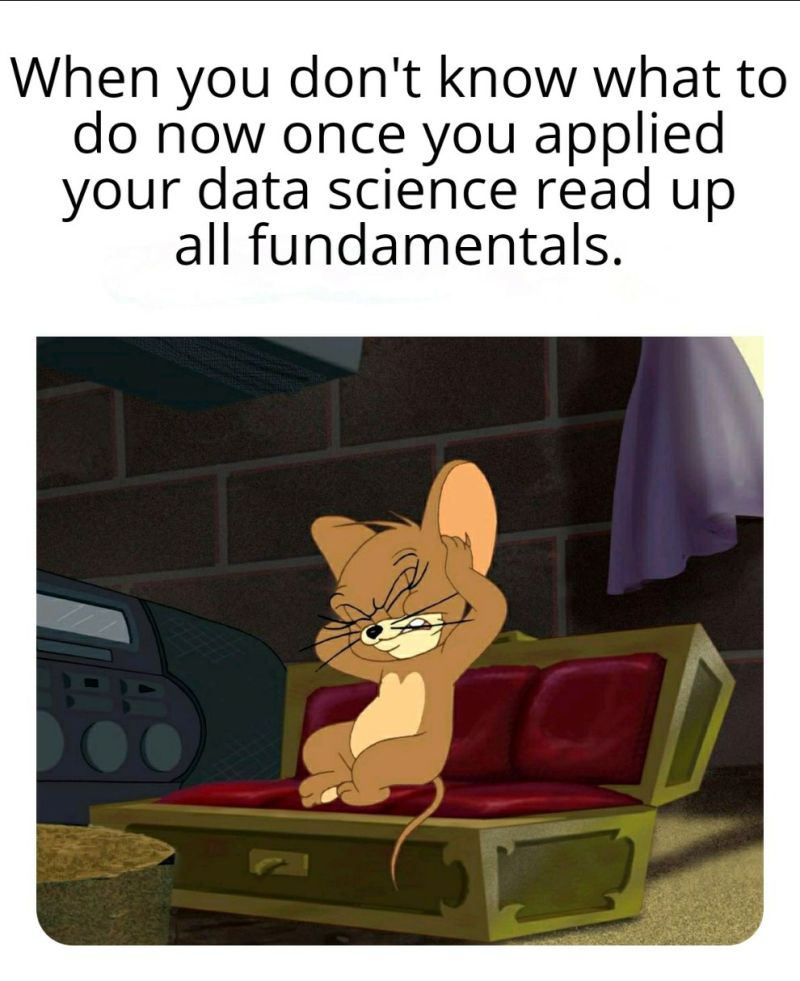 When you don't know what to
do now once you applied
your data science read up
all fundamentals.